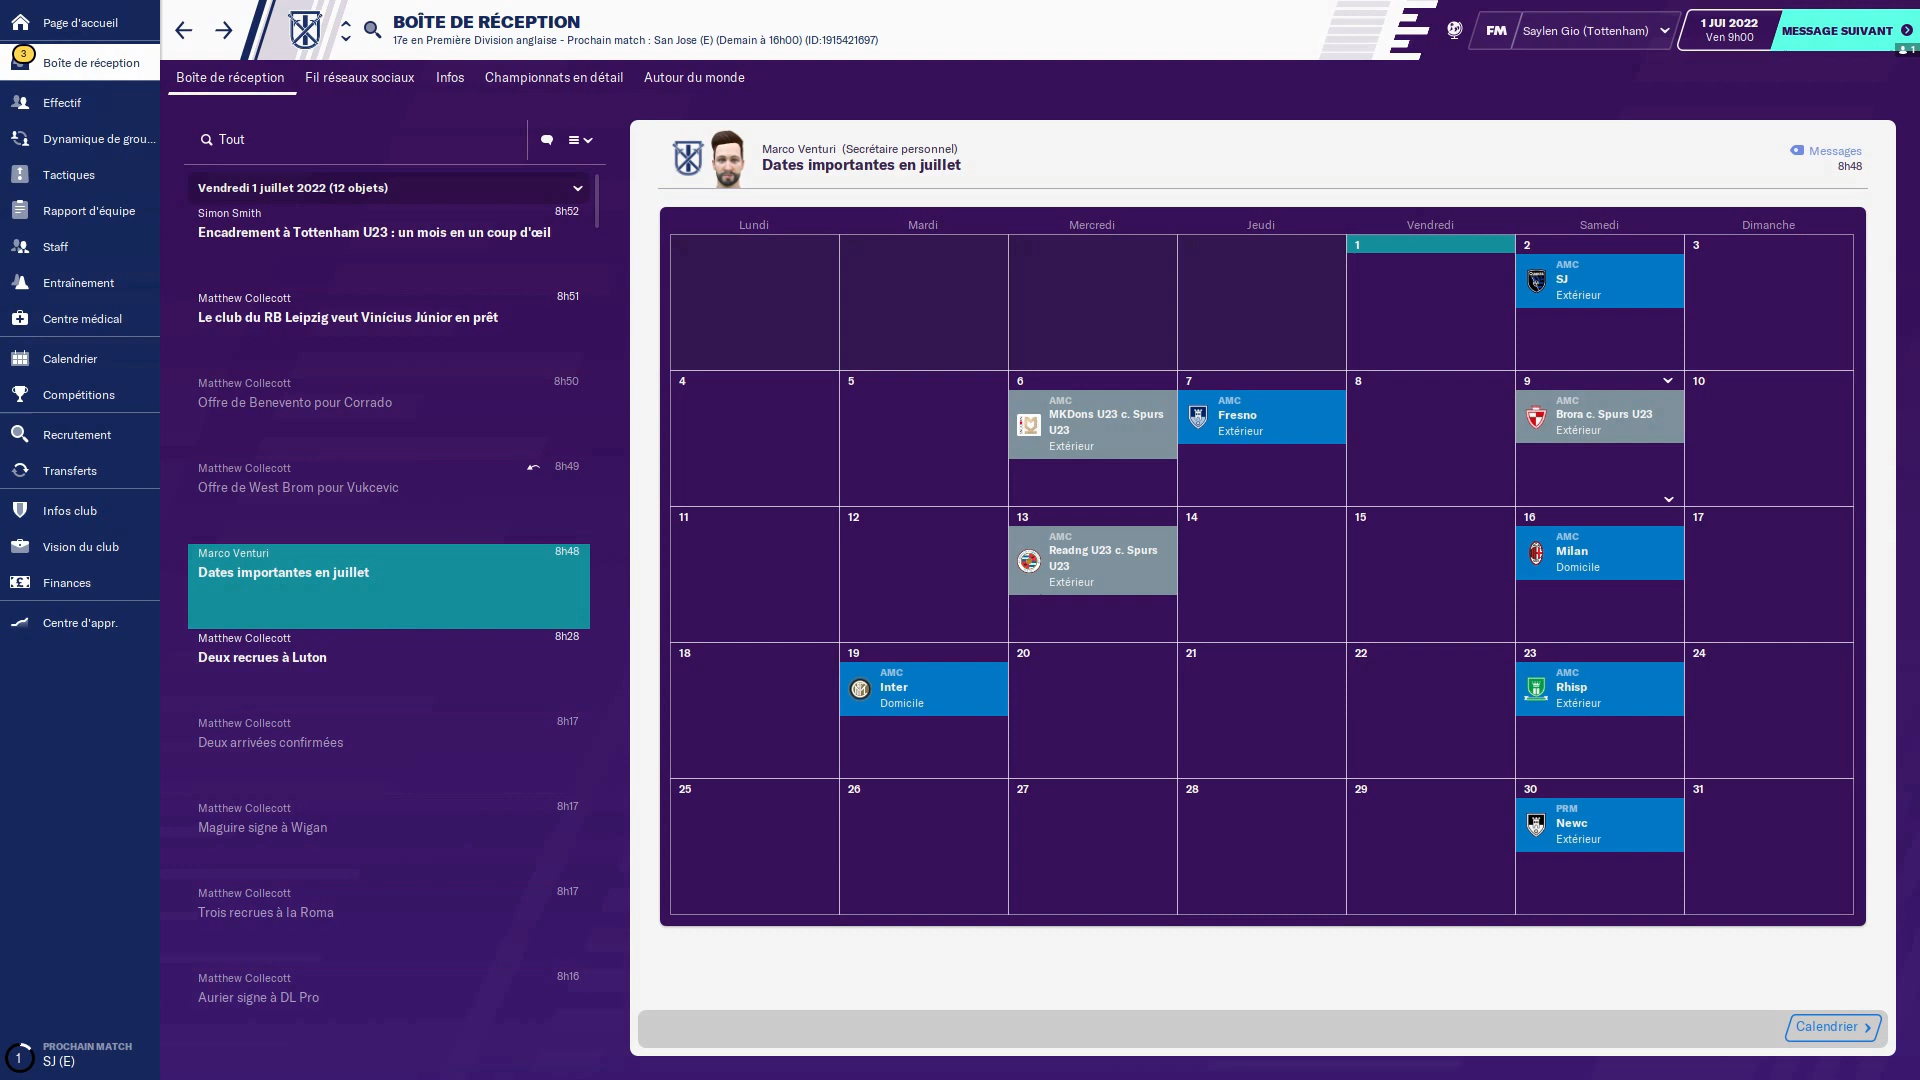 Page d'accueil
3
Boîte de réception
Effectif
Dynamique de grou...
Tactiques
Rapport d'équipe
Staff
Entraînement
Centre médical
Calendrier
Compétitions
Recrutement
Transferts
Infos club
Vision du club
Finances
Centre d'appr.
1
PROCHAIN MATCH
SJ (E)
BOÎTE DE RÉCEPTION
17e en Première Division anglaise - Prochain match : San Jose (E) (Demain à 16h00) (ID:1915421697)
FM
Saylen Gio (Tottenham)
1 JUI 2022
Ven 9h00
MESSAGE SUIVANT
1
Boîte de réception
Fil réseaux sociaux
Infos
Championnats en détail
Autour du monde
Tout
Vendredi 1 juillet 2022 (12 objets)
Simon Smith 8h52
Encadrement à Tottenham U23 : un mois en un coup d'œil
Matthew Collecott 8h51
Le club du RB Leipzig veut Vinícius Júnior en prêt
Matthew Collecott 8h50
Offre de Benevento pour Corrado
Matthew Collecott 8h49
Offre de West Brom pour Vukcevic
Marco Venturi 8h48
Dates importantes en juillet
Matthew Collecott 8h28
Deux recrues à Luton
Matthew Collecott 8h17
Deux arrivées confirmées
Matthew Collecott 8h17
Maguire signe à Wigan
Matthew Collecott 8h17
Trois recrues à la Roma
Matthew Collecott 8h16
Aurier signe à DL Pro
Marco Venturi (Secrétaire personnel)
Dates importantes en juillet
Messages
8h48
Lundi Mardi Mercredi Jeudi Vendredi Samedi Dimanche
1
2
AMC
SJ
Extérieur
3
4
5
6
AMC
MKDons U23 c. Spurs
U23
Extérieur
7
AMC
Fresno
Extérieur
8
9
AMC
Brora c. Spurs U23
Extérieur
10
11
12
13
AMC
Readng U23 c. Spurs
U23
Extérieur
14
15
16
AMC
Milan
Domicile
17
18
19
AMC
Inter
Domicile
20
21
22
23
AMC
Rhisp
Extérieur
24
25
26
27
28
29
30
PRM
Newc
Extérieur
31
Calendrier